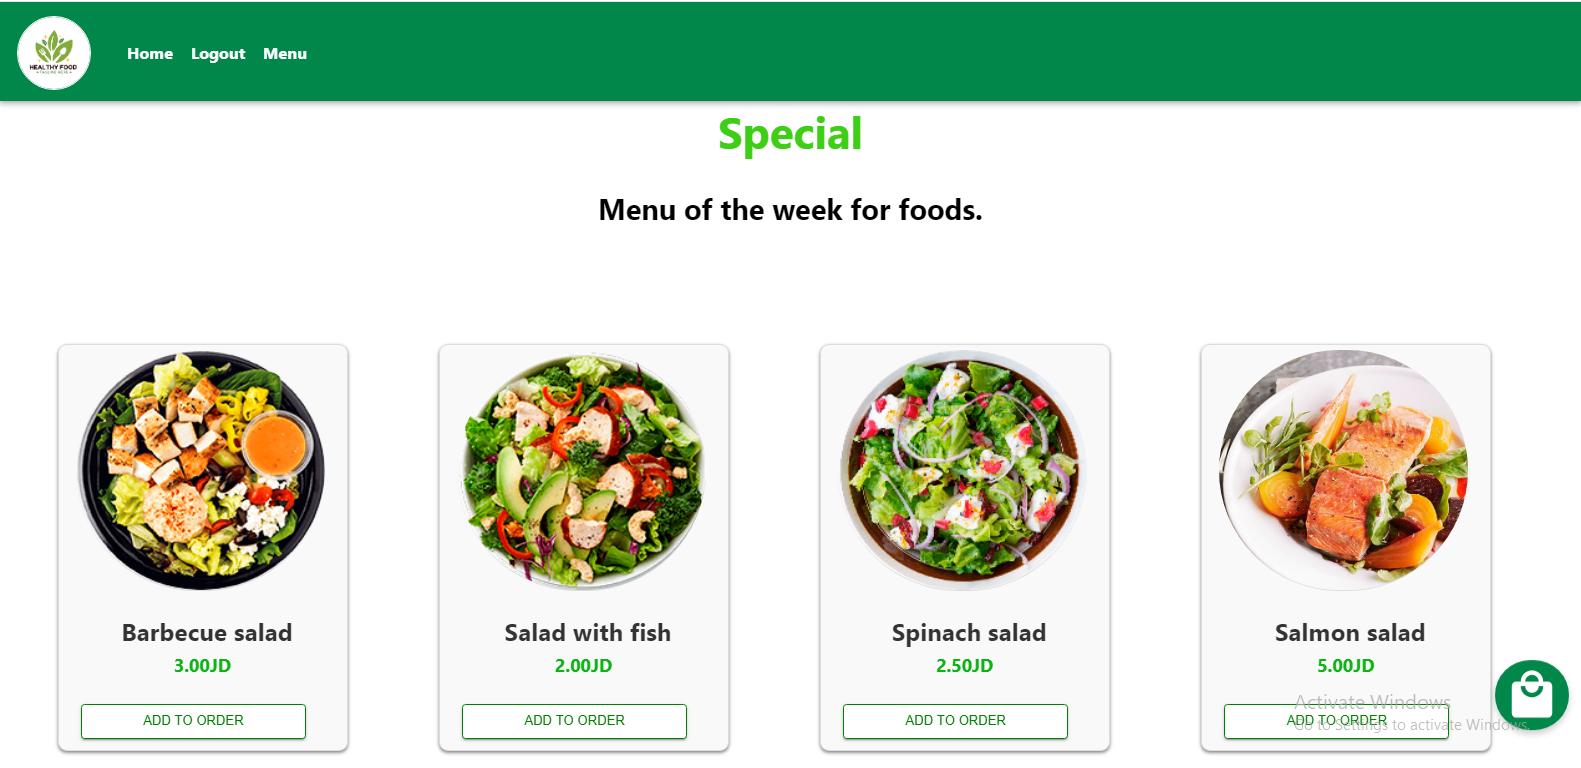 HEALTHY FOOD
TAGLINE HERE
Home Logout Menu
Special
Menu of the week for foods.
Barbecue salad
3.00JD
ADD TO ORDER
Salad with fish
2.00JD
ADD TO ORDER
Spinach salad
2.50JD
ADD TO ORDER
Salmon salad
5.00JD
ADD TO ORDER
Activate Windows
Go to Settings to activate Windows.